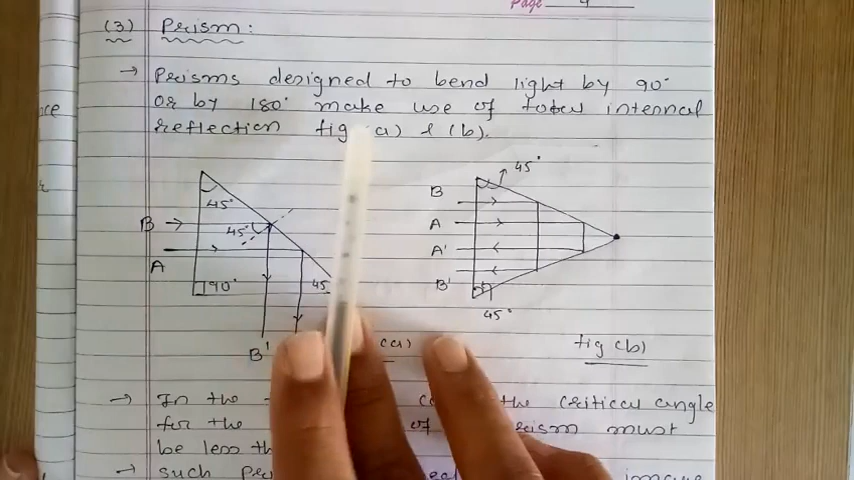 Page 4
(3) Prism:
→ Prisms designed to bend light by 90°
or by 180° make use of total internal
reflection fig (a) & (b).
45°
B
45°
A
90°
45
B'
(a)
45°
B
A
A'
B'
45°
fig (b)
→ In the the critical angle
for the of must
be less
→ such